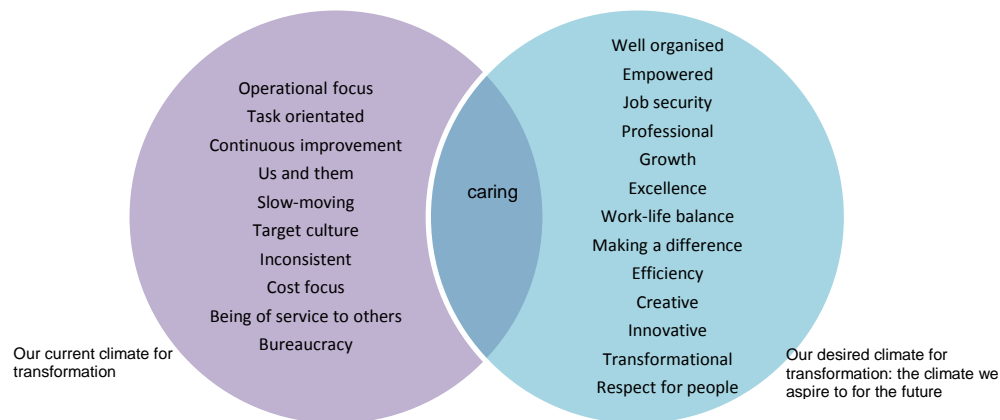 Operational focus
Task orientated
Continuous improvement
Us and them
Slow-moving
Target culture
Inconsistent
Cost focus
Being of service to others
Bureaucracy
Our current climate for
transformation
caring
Well organised
Empowered
Job security
Professional
Growth
Excellence
Work-life balance
Making a difference
Efficiency
Creative
Innovative
Transformational
Respect for people
Our desired climate for
transformation: the climate we
aspire to for the future